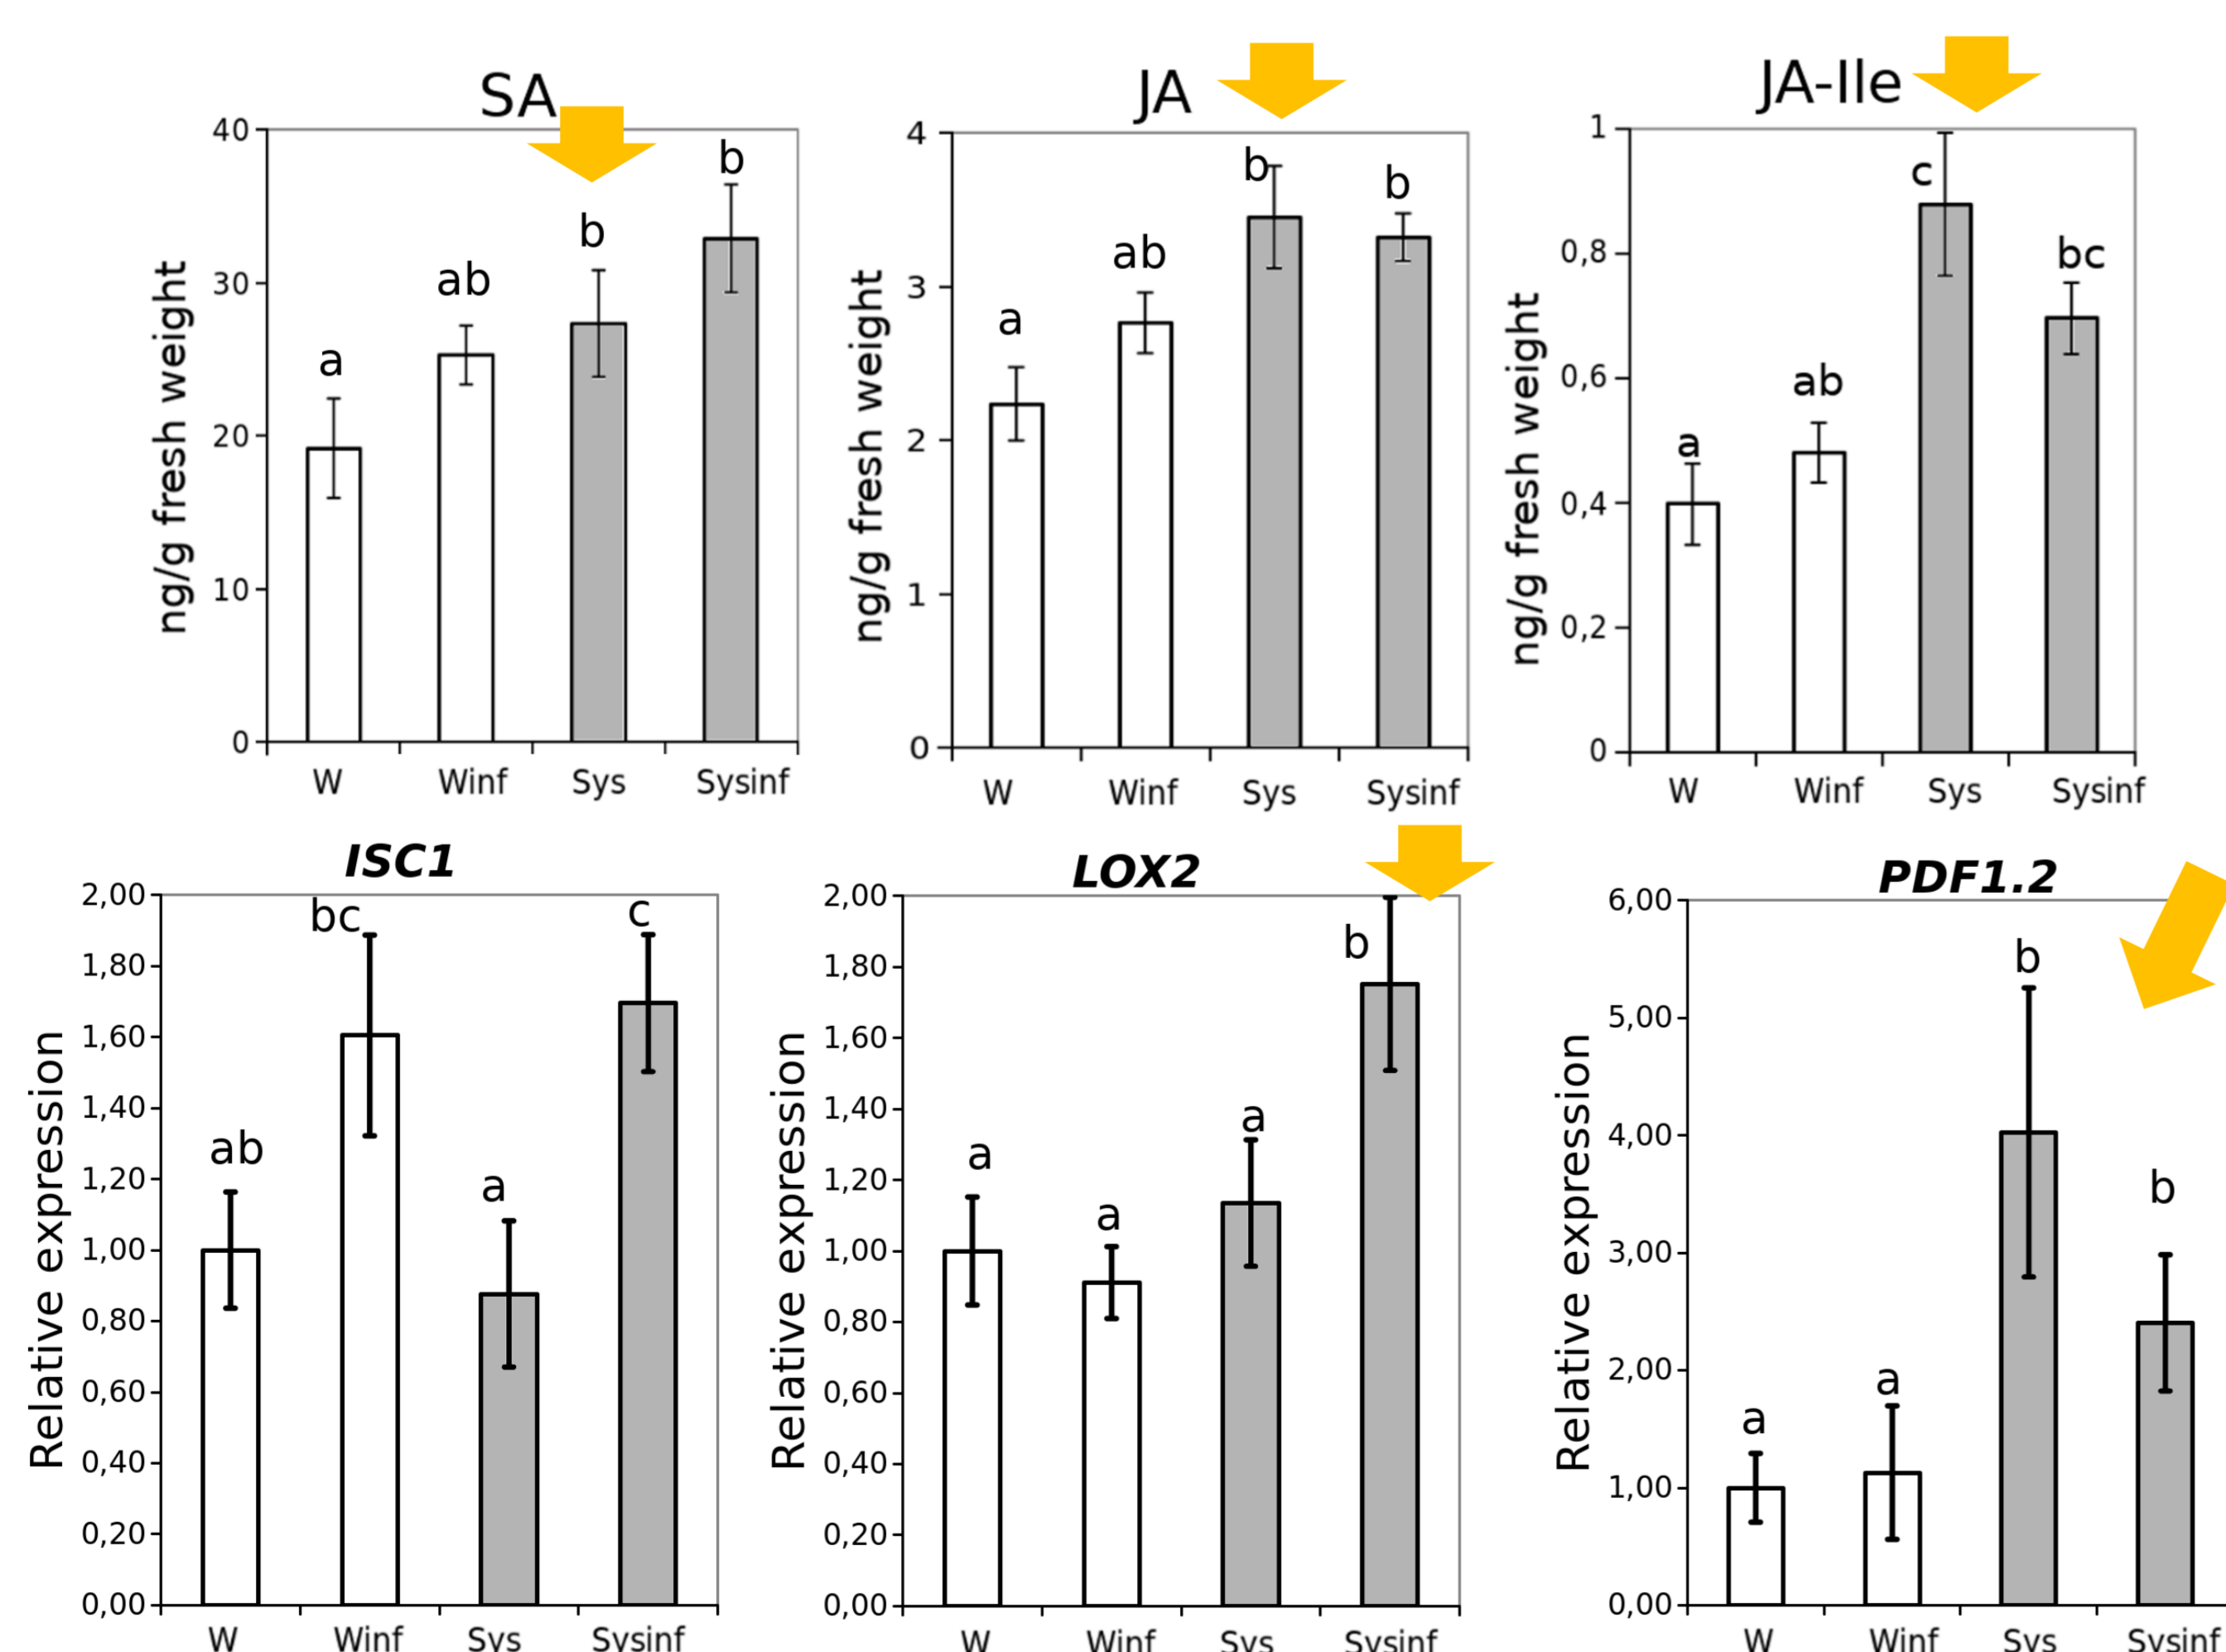 SA
40
30
20
10
0
ng/g fresh weight
a
ab
b
b
W Winf Sys Sysinf
JA
4
3
2
1
0
ng/g fresh weight
a
ab
b
b
W Winf Sys Sysinf
JA-Ile
1
0,8
0,6
0,4
0,2
0
ng/g fresh weight
a
ab
c
bc
W Winf Sys Sysinf
ISC1
2,00
1,80
1,60
1,40
1,20
1,00
0,80
0,60
0,40
0,20
0,00
Relative expression
ab
bc
a
c
W Winf Sys Sysinf
LOX2
2,00
1,80
1,60
1,40
1,20
1,00
0,80
0,60
0,40
0,20
0,00
Relative expression
a
a
a
b
W Winf Sys Sysinf
PDF1.2
6,00
5,00
4,00
3,00
2,00
1,00
0,00
Relative expression
a
a
b
b
W Winf Sys Sysinf